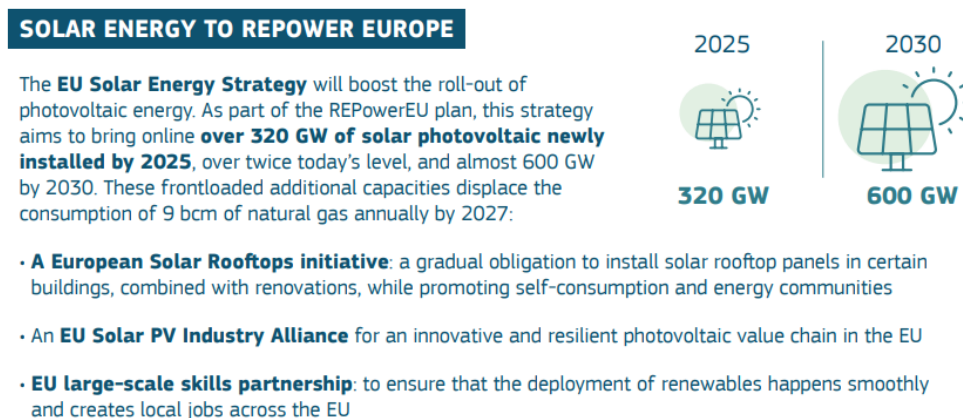 SOLAR ENERGY TO REPOWER EUROPE
The EU Solar Energy Strategy will boost the roll-out of
photovoltaic energy. As part of the REPowerEU plan, this strategy
aims to bring online over 320 GW of solar photovoltaic newly
installed by 2025, over twice today's level, and almost 600 GW
by 2030. These frontloaded additional capacities displace the
consumption of 9 bcm of natural gas annually by 2027:
2025
320 GW
2030
600 GW
• A European Solar Rooftops initiative: a gradual obligation to install solar rooftop panels in certain
buildings, combined with renovations, while promoting self-consumption and energy communities
• An EU Solar PV Industry Alliance for an innovative and resilient photovoltaic value chain in the EU
• EU large-scale skills partnership: to ensure that the deployment of renewables happens smoothly
and creates local jobs across the EU